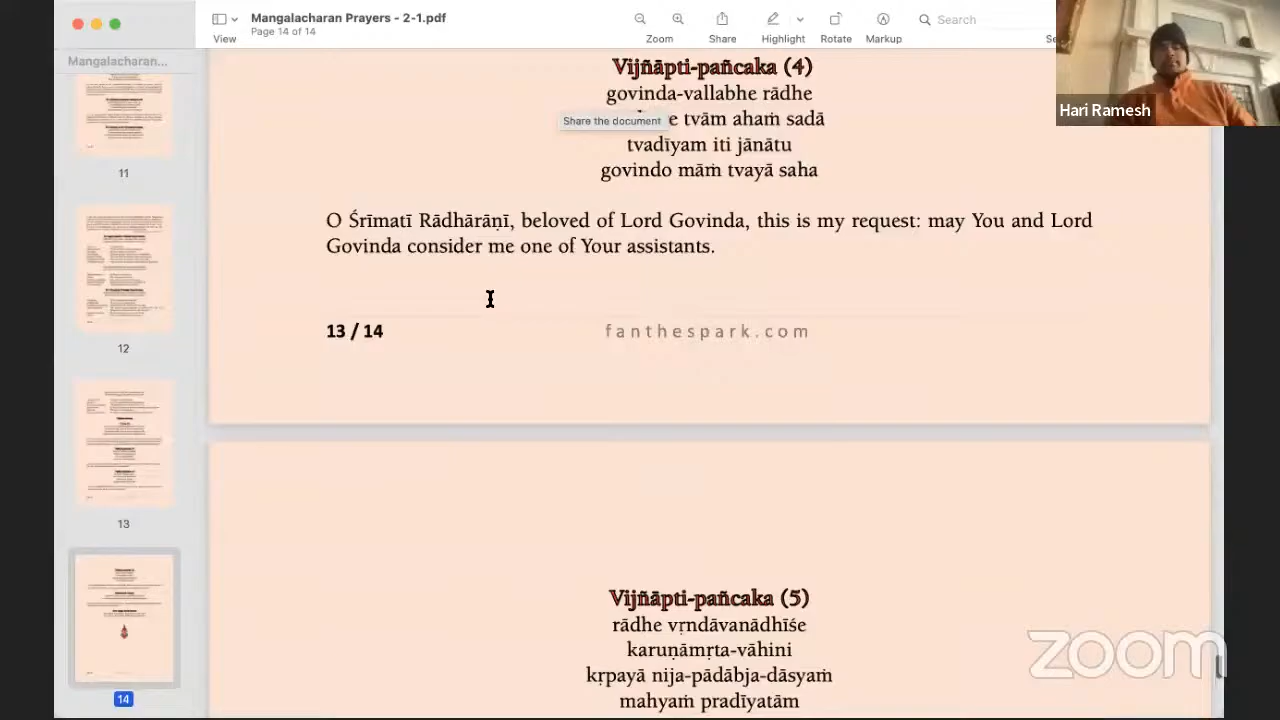 Mangalacharan Prayers - 2-1.pdf
Page 14 of 14
View
Zoom
Share
Highlight
Rotate
Markup
Search
Se
Mangalacharan...
11
12
13
14
Vijñāpti-pañcaka (4)
govinda-vallabhe rādhe
e tvām ahaṁ sadā
Share the document
tvadīyam iti jānātu
govindo māṁ tvayā saha
O Śrīmatī Rādhārāṇī, beloved of Lord Govinda, this is my request: may You and Lord
Govinda consider me one of Your assistants.
13 / 14
fanthespark.com
Vijñāpti-pañcaka (5)
rādhe vṛndāvanādhīśe
karuṇāmṛta-vāhini
kṛpayā nija-pādābja-dāsyaṁ
mahyaṁ pradīyatām
Hari Ramesh
zoom